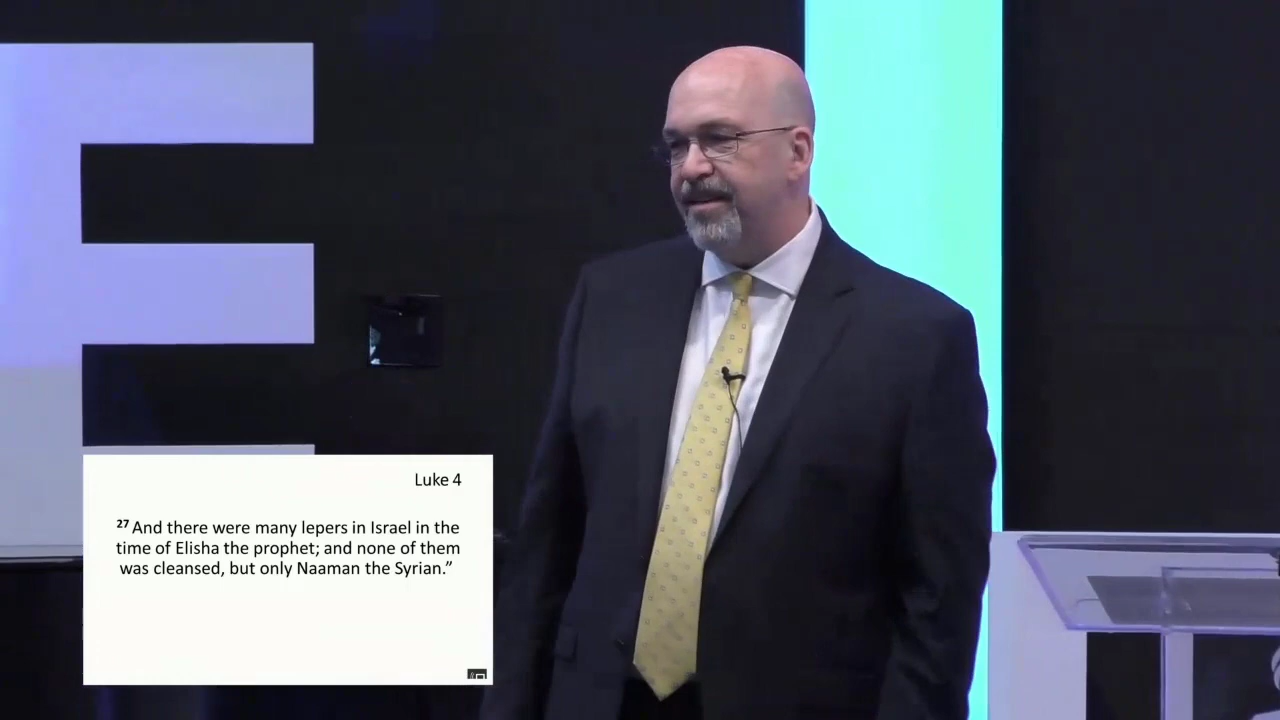 Luke 4
27 And there were many lepers in Israel in the
time of Elisha the prophet; and none of them
was cleansed, but only Naaman the Syrian.”